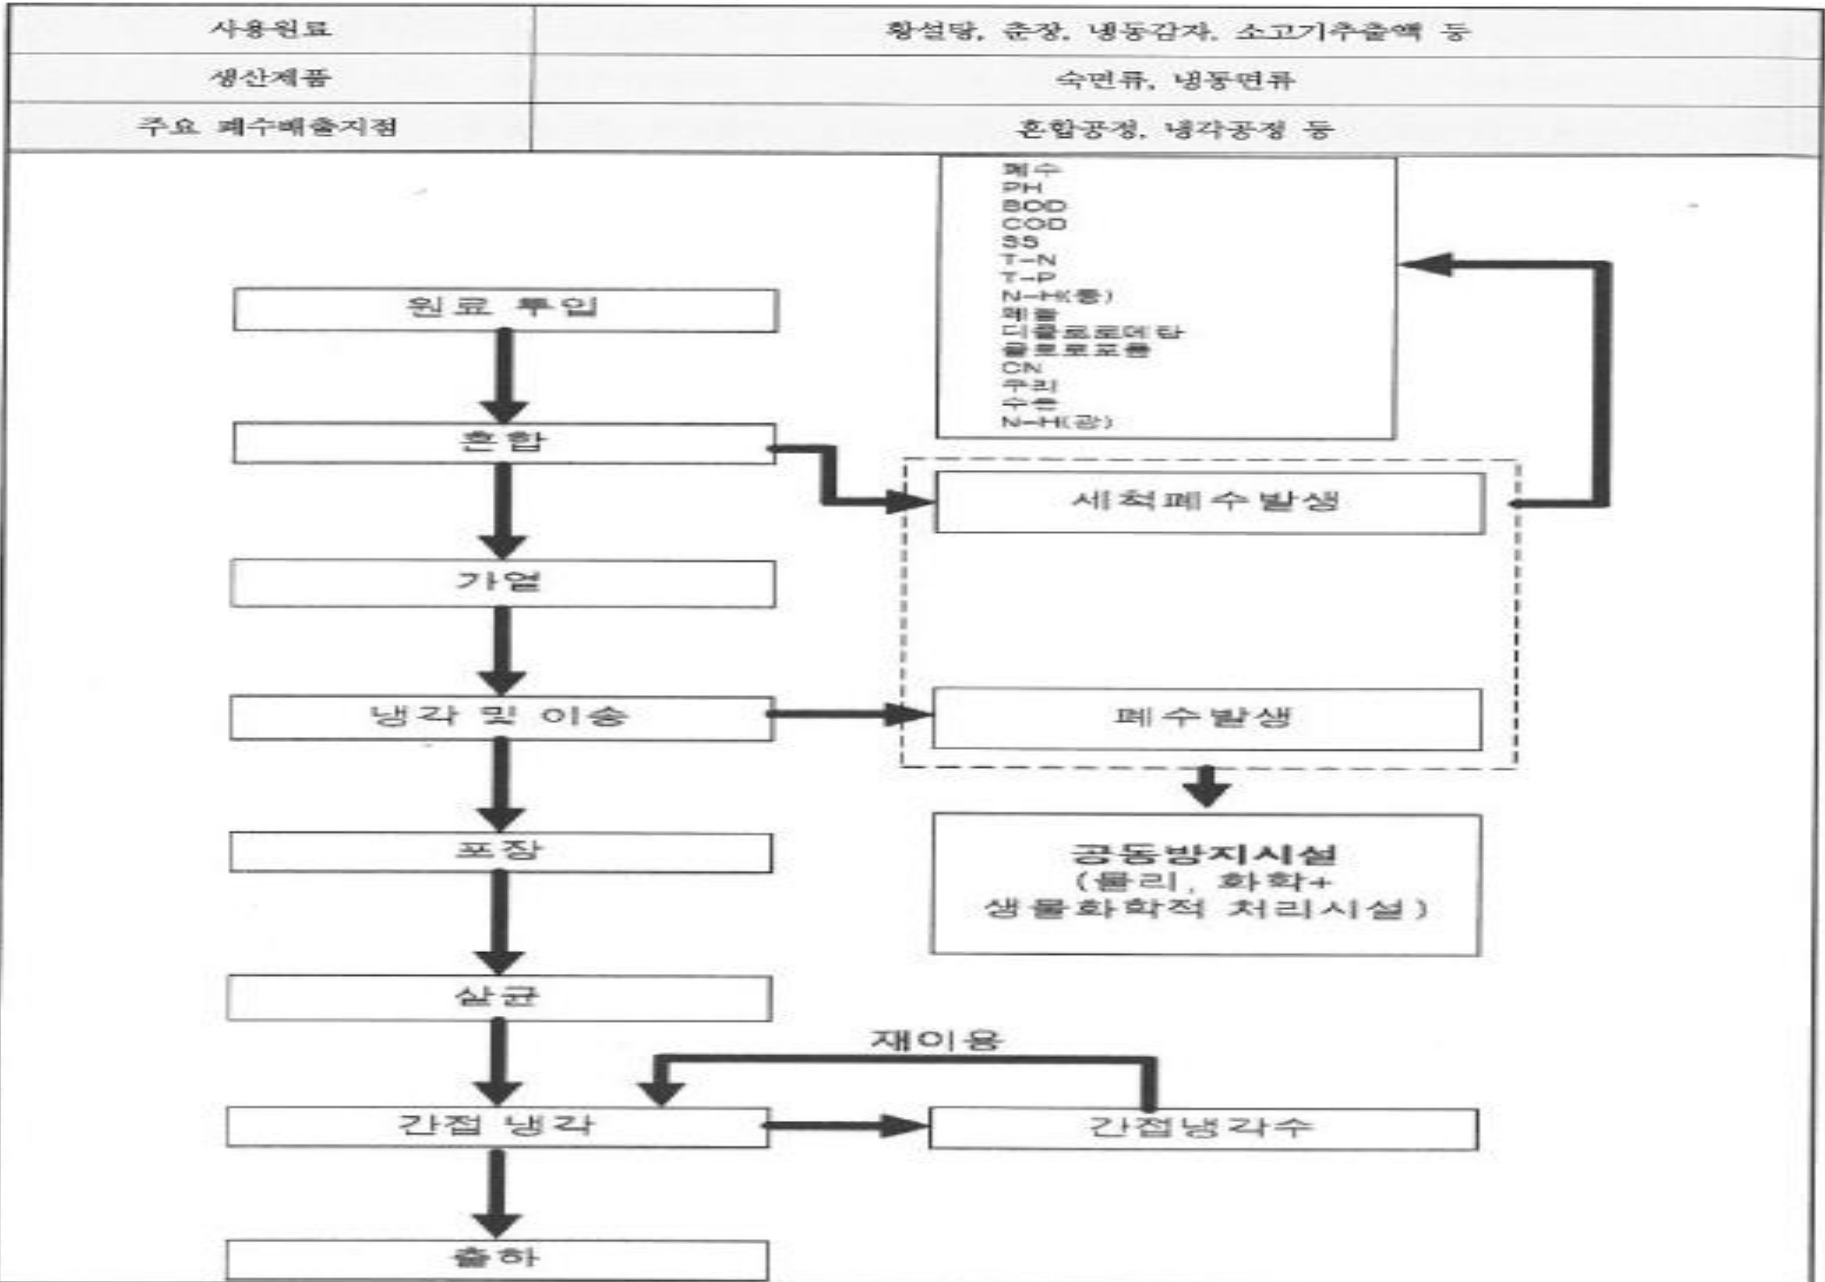 사용원료 황설탕, 춘장, 냉동감자, 소고기추출액 등
생산제품 숙면류, 냉동면류
주요 폐수배출지점 혼합공정, 냉각공정 등
폐수
PH
BOD
COD
SS
T-N
T-P
N-H(동)
페놀
디클로로메탄
클로로포름
CN
구리
수은
N-H(광)
원료 투입
혼합
세척폐수발생
가열
냉각 및 이송
폐수발생
포장
공동방지시설
(물리, 화학+
생물화학적 처리시설)
살균
재이용
간접 냉각
간접냉각수
출하